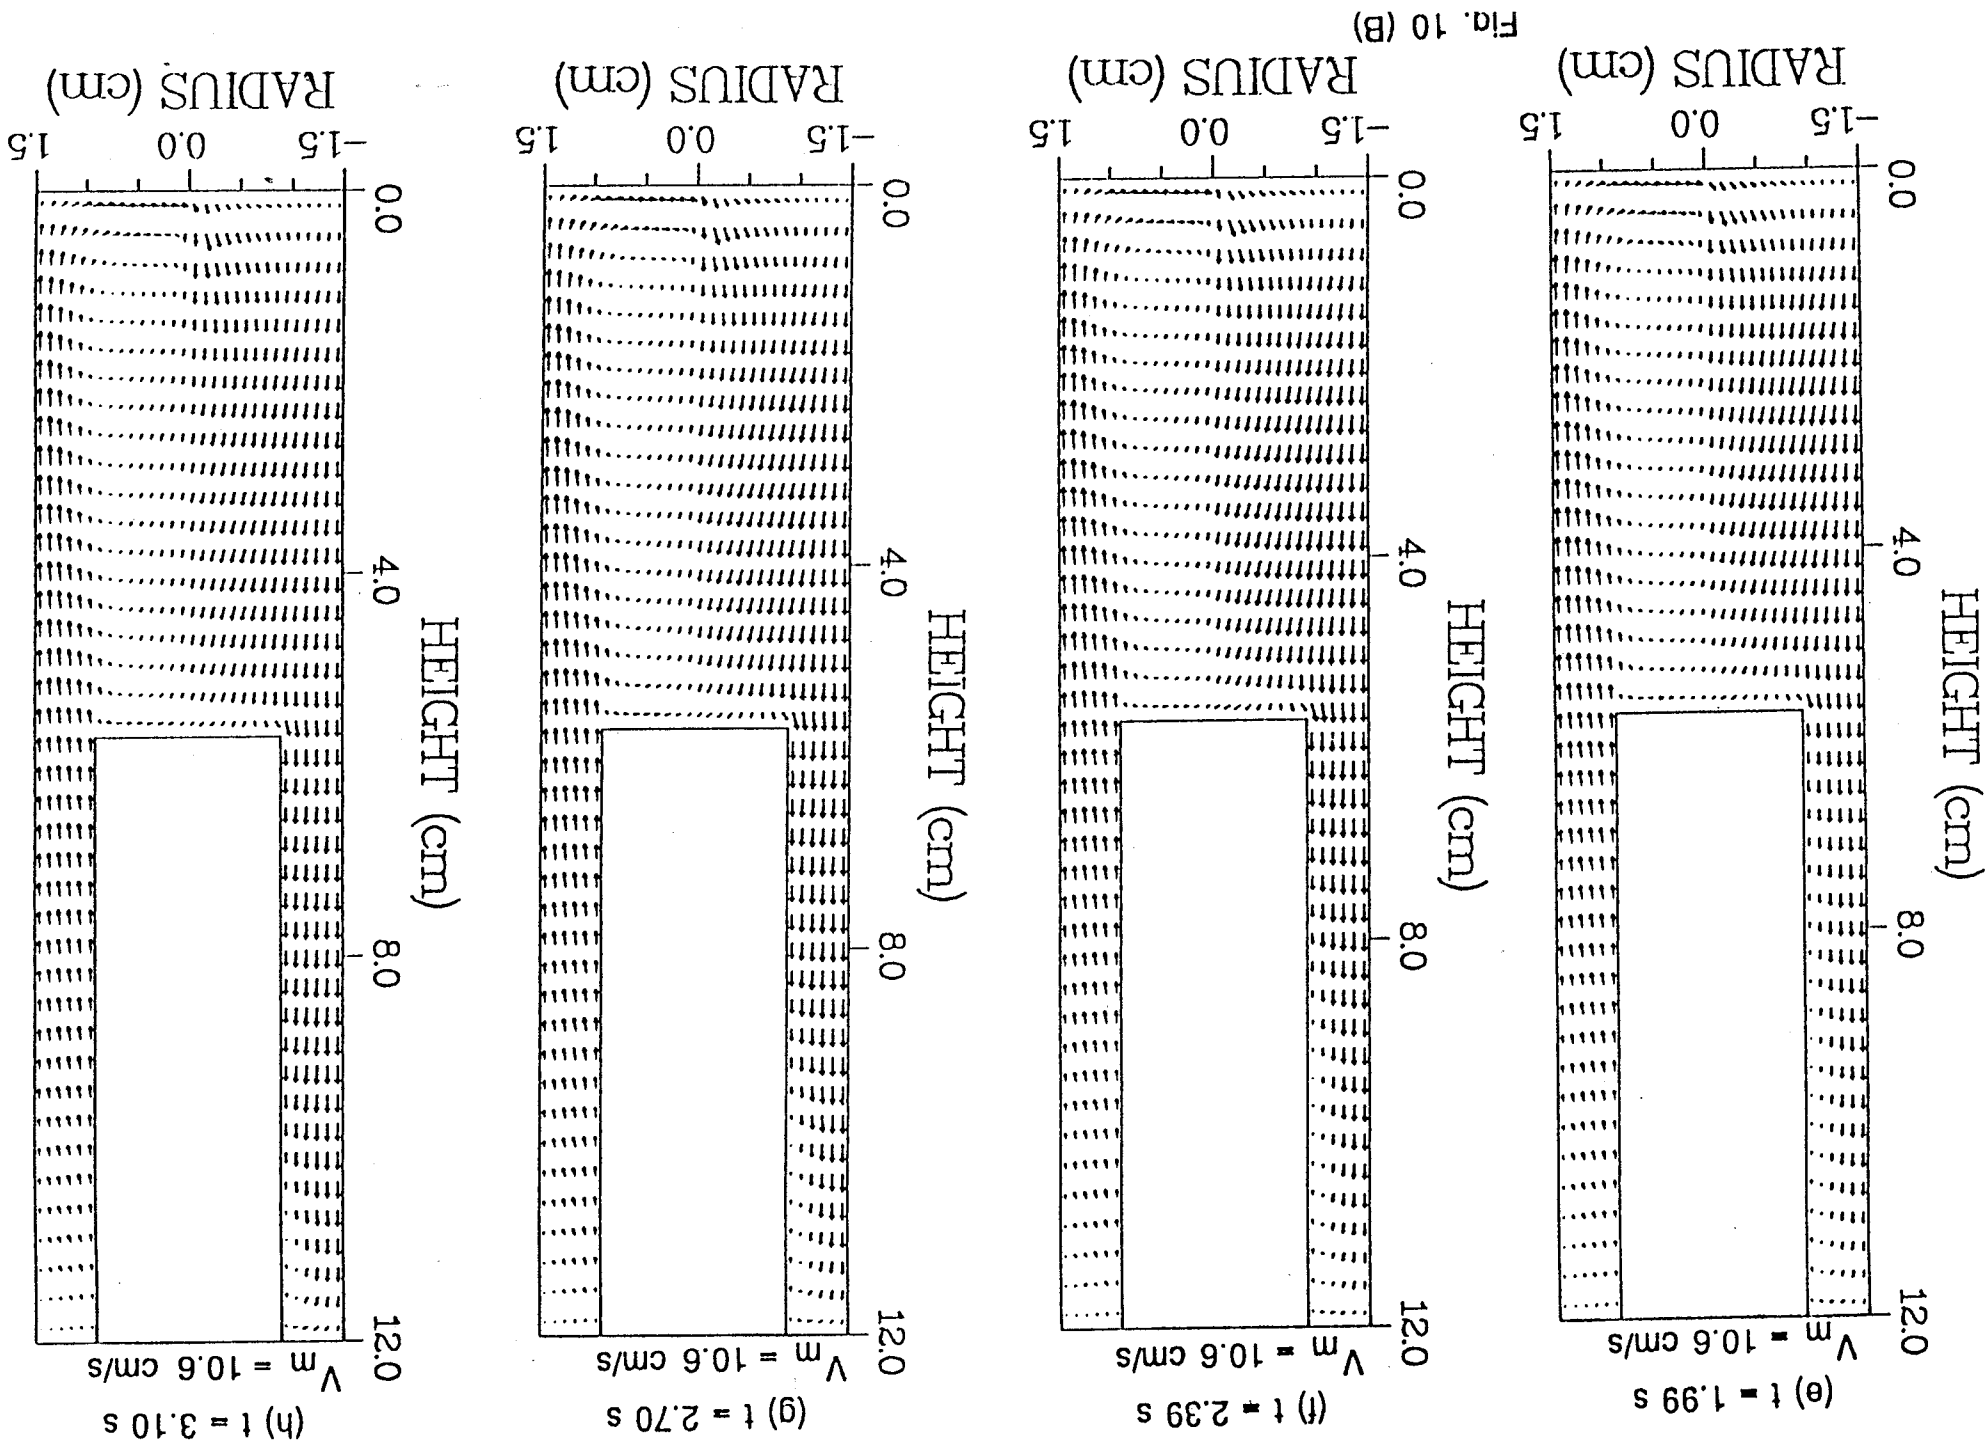 (e) t = 1.99 s
V_m = 10.6 cm/s
12.0
8.0
4.0
0.0
HEIGHT (cm)
-1.5 0.0 1.5
RADIUS (cm)
(f) t = 2.39 s
V_m = 10.6 cm/s
12.0
8.0
4.0
0.0
HEIGHT (cm)
-1.5 0.0 1.5
RADIUS (cm)
(g) t = 2.70 s
V_m = 10.6 cm/s
12.0
8.0
4.0
0.0
HEIGHT (cm)
-1.5 0.0 1.5
RADIUS (cm)
(h) t = 3.10 s
V_m = 10.6 cm/s
12.0
8.0
4.0
0.0
HEIGHT (cm)
-1.5 0.0 1.5
RADIUS (cm)
Fig. 10 (B)